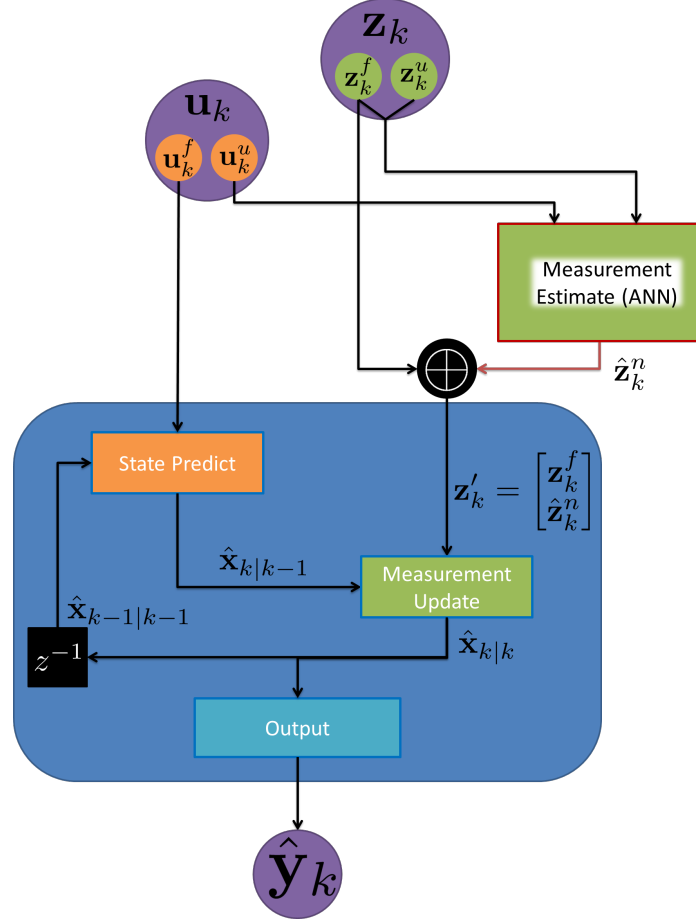 𝐳_k
𝐳_k^f 𝐳_k^u
𝐮_k
𝐮_k^f 𝐮_k^u
Measurement
Estimate (ANN)
𝐳̂_k^n
State Predict
𝐳′_k = [𝐳_k^f
𝐳̂_k^n]
𝐱̂_{k|k−1}
Measurement
Update
𝐱̂_{k−1|k−1}
𝐱̂_{k|k}
z^{−1}
Output
𝐲̂_k